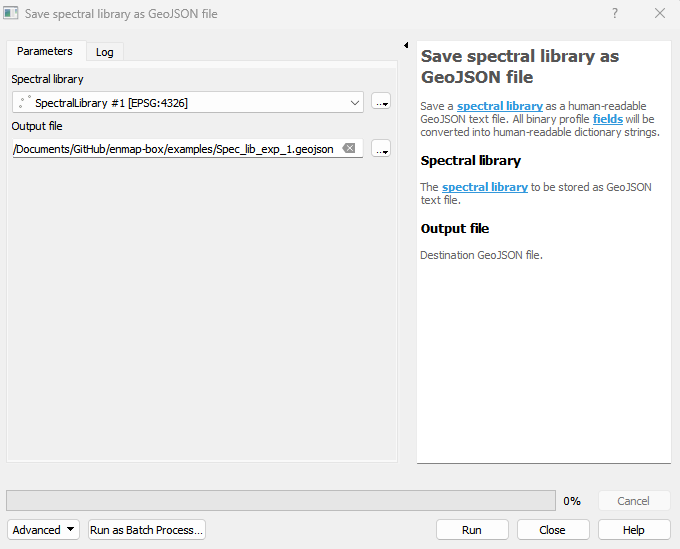 Save spectral library as GeoJSON file
?
Parameters
Log
Spectral library
SpectralLibrary #1 [EPSG:4326]
...
Output file
/Documents/GitHub/enmap-box/examples/Spec_lib_exp_1.geojson
...
Save spectral library as
GeoJSON file
Save a spectral library as a human-readable
GeoJSON text file. All binary profile fields will be
converted into human-readable dictionary strings.
Spectral library
The spectral library to be stored as GeoJSON
text file.
Output file
Destination GeoJSON file.
0%
Cancel
Advanced
Run as Batch Process...
Run
Close
Help